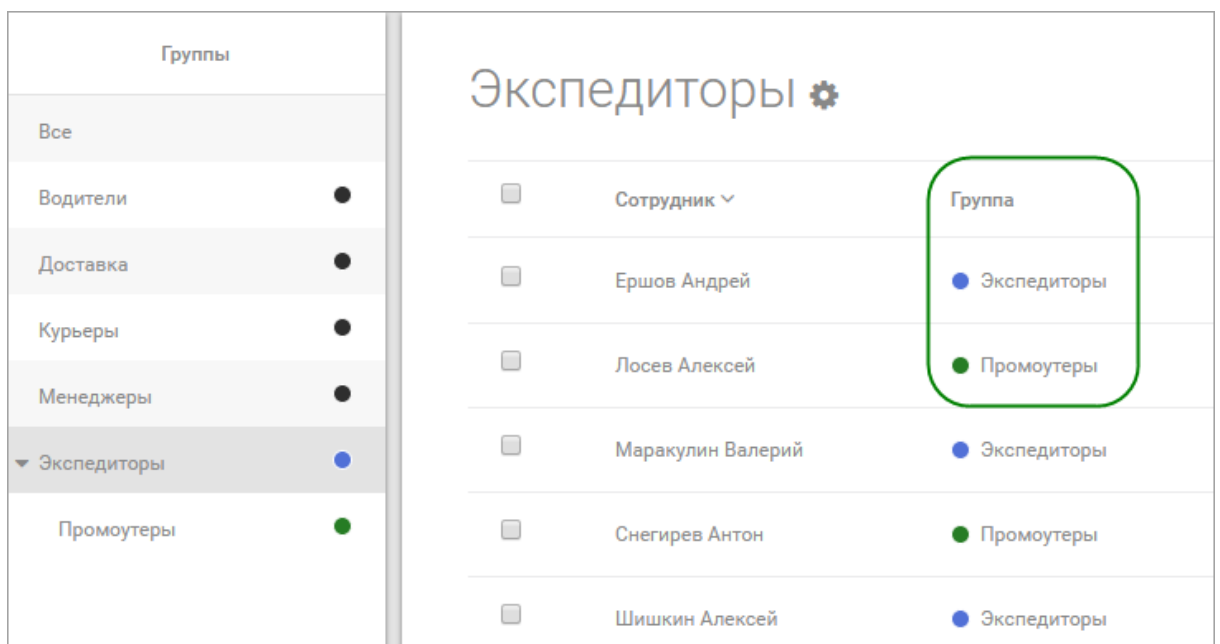 Группы
Все
Водители
Доставка
Курьеры
Менеджеры
Экспедиторы
Промоутеры
Экспедиторы
Сотрудник Группа
Ершов Андрей Экспедиторы
Лосев Алексей Промоутеры
Маракулин Валерий Экспедиторы
Снегирев Антон Промоутеры
Шишкин Алексей Экспедиторы